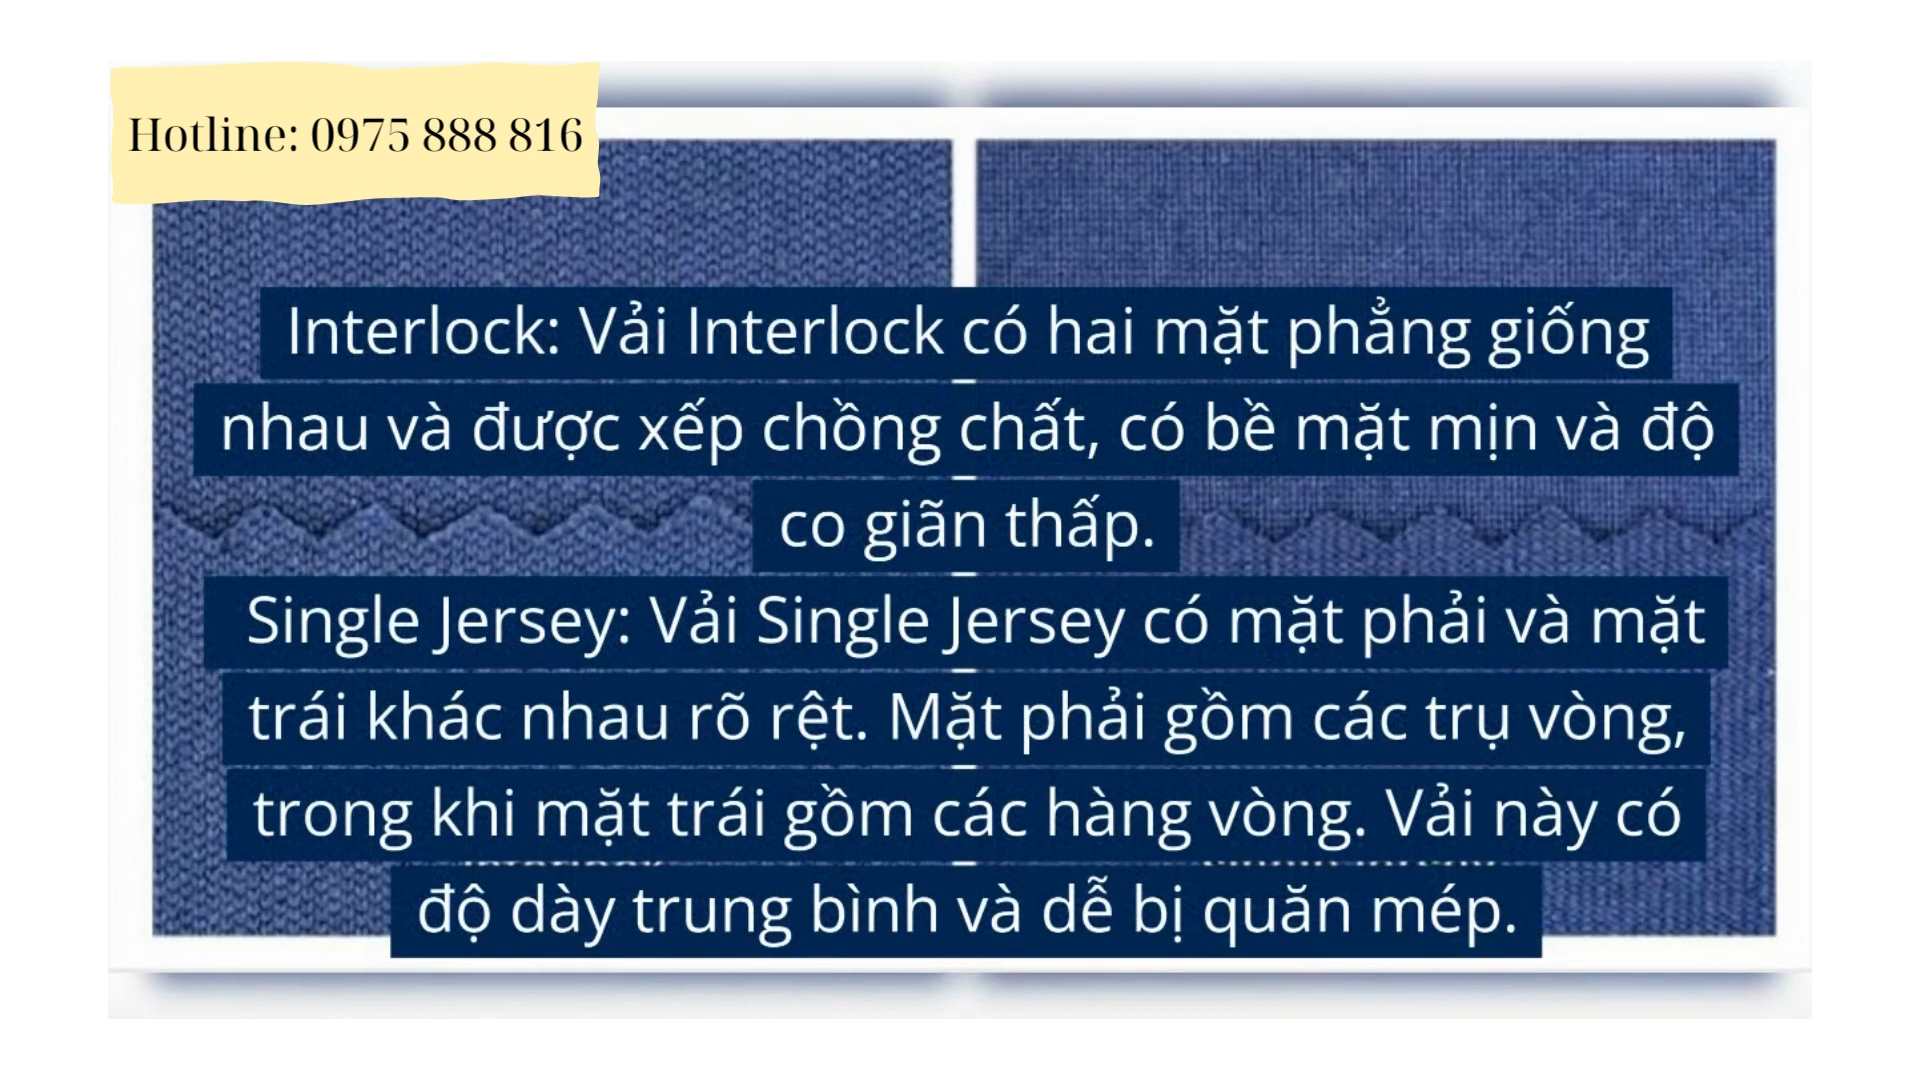 Hotline: 0975 888 816
Interlock: Vải Interlock có hai mặt phẳng giống
nhau và được xếp chồng chất, có bề mặt mịn và độ
co giãn thấp.
Single Jersey: Vải Single Jersey có mặt phải và mặt
trái khác nhau rõ rệt. Mặt phải gồm các trụ vòng,
trong khi mặt trái gồm các hàng vòng. Vải này có
độ dày trung bình và dễ bị quăn mép.